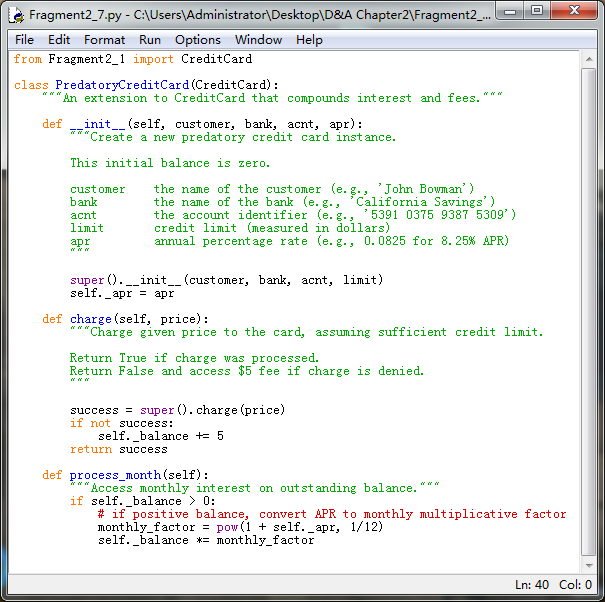 Fragment2_7.py - C:\Users\Administrator\Desktop\D&A Chapter2\Fragment2_...
File Edit Format Run Options Window Help
from Fragment2_1 import CreditCard

class PredatoryCreditCard(CreditCard):
    """An extension to CreditCard that compounds interest and fees."""

    def __init__(self, customer, bank, acnt, apr):
        """Create a new predatory credit card instance.

        This initial balance is zero.

        customer    the name of the customer (e.g., 'John Bowman')
        bank        the name of the bank (e.g., 'California Savings')
        acnt        the account identifier (e.g., '5391 0375 9387 5309')
        limit       credit limit (measured in dollars)
        apr         annual percentage rate (e.g., 0.0825 for 8.25% APR)
        """

        super().__init__(customer, bank, acnt, limit)
        self._apr = apr

    def charge(self, price):
        """Charge given price to the card, assuming sufficient credit limit.

        Return True if charge was processed.
        Return False and access $5 fee if charge is denied.
        """

        success = super().charge(price)
        if not success:
            self._balance += 5
        return success

    def process_month(self):
        """Access monthly interest on outstanding balance."""
        if self._balance > 0:
            # if positive balance, convert APR to monthly multiplicative factor
            monthly_factor = pow(1 + self._apr, 1/12)
            self._balance *= monthly_factor
Ln: 40 Col: 0